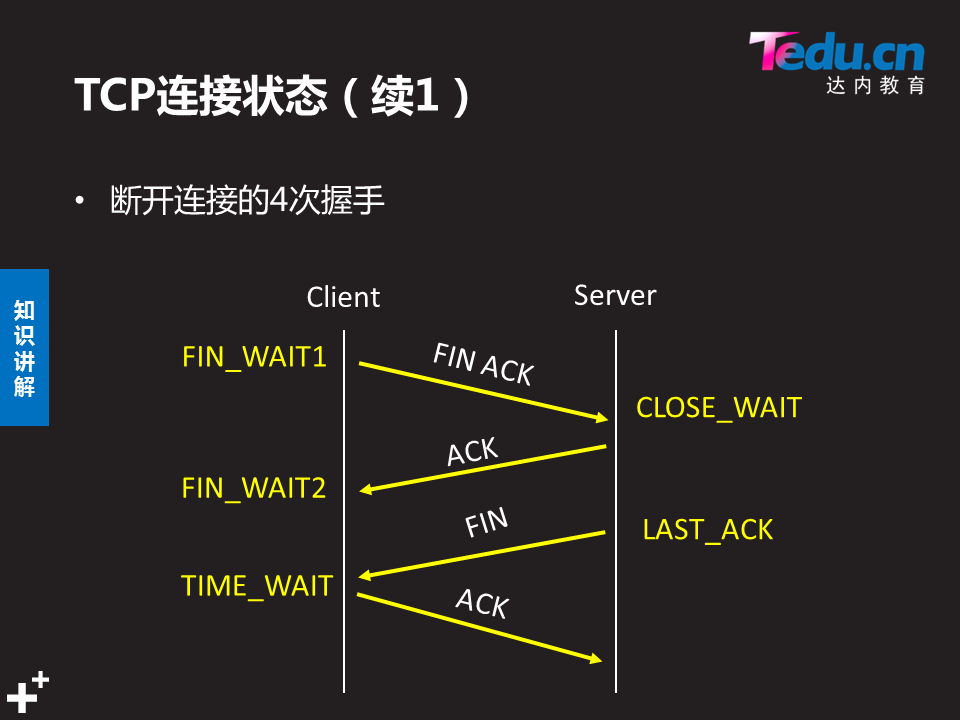 Tedu.cn
达内教育
TCP连接状态（续1）
• 断开连接的4次握手
知识讲解
Client
Server
FIN_WAIT1
FIN ACK
CLOSE_WAIT
ACK
FIN_WAIT2
FIN
LAST_ACK
TIME_WAIT
ACK